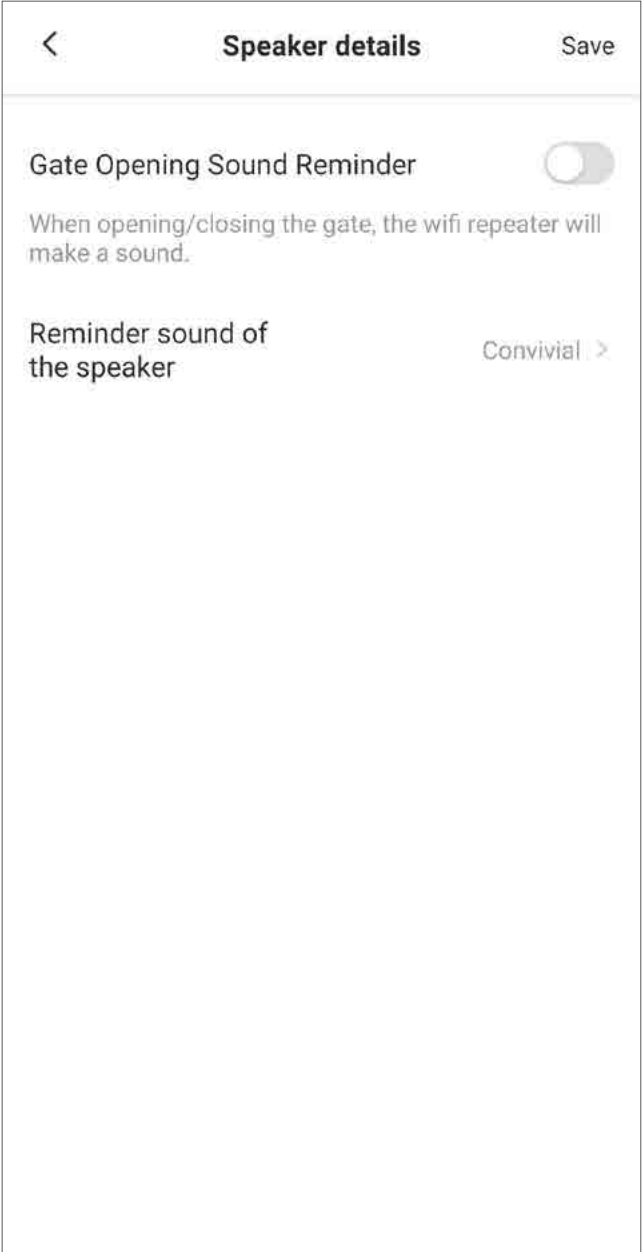 Speaker details
Save
Gate Opening Sound Reminder
When opening/closing the gate, the wifi repeater will
make a sound.
Reminder sound of
the speaker
Convivial